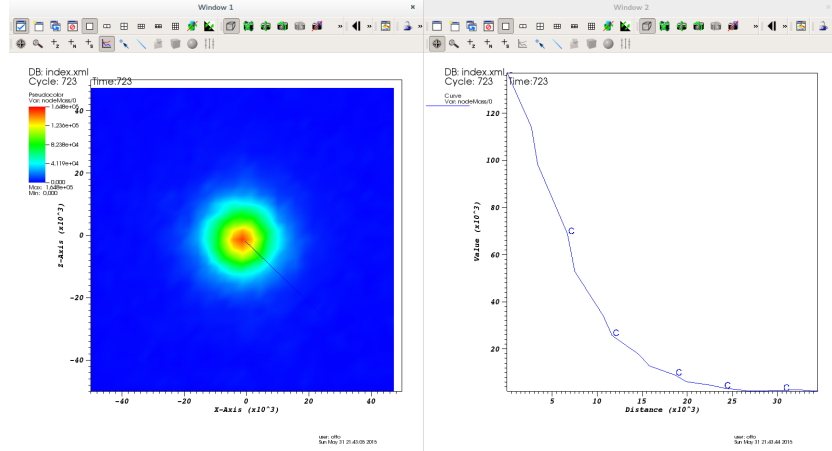 Window 1
DB: index.xml
Cycle: 723 Time:723
Pseudocolor
Var: nodeMass/0
1.648e+05
1.236e+05
8.238e+04
4.119e+04
0.000
Max: 1.648e+05
Min: 0.000
Z-Axis (x10^3)
40
20
0
-20
-40
-40
-20
0
20
40
X-Axis (x10^3)
user: otto
Sun May 31 21:43:05 2015
Window 2
DB: index.xml
Cycle: 723 Time:723
Curve
Var: nodeMass/0
Value (x10^3)
120
100
80
60
40
20
C
C
C
C
C
5
10
15
20
25
30
Distance (x10^3)
user: otto
Sun May 31 21:43:44 2015